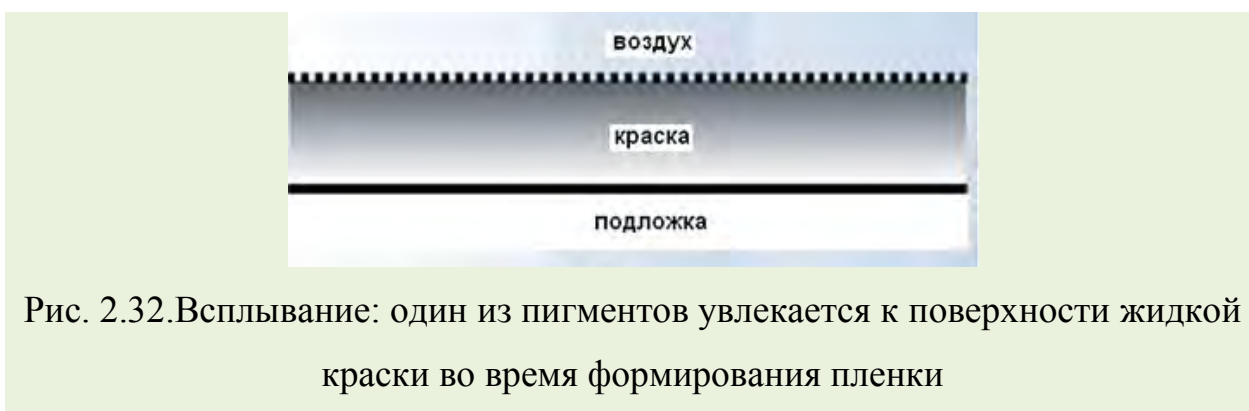 воздух
краска
подложка
Рис. 2.32.Всплывание: один из пигментов увлекается к поверхности жидкой
краски во время формирования пленки